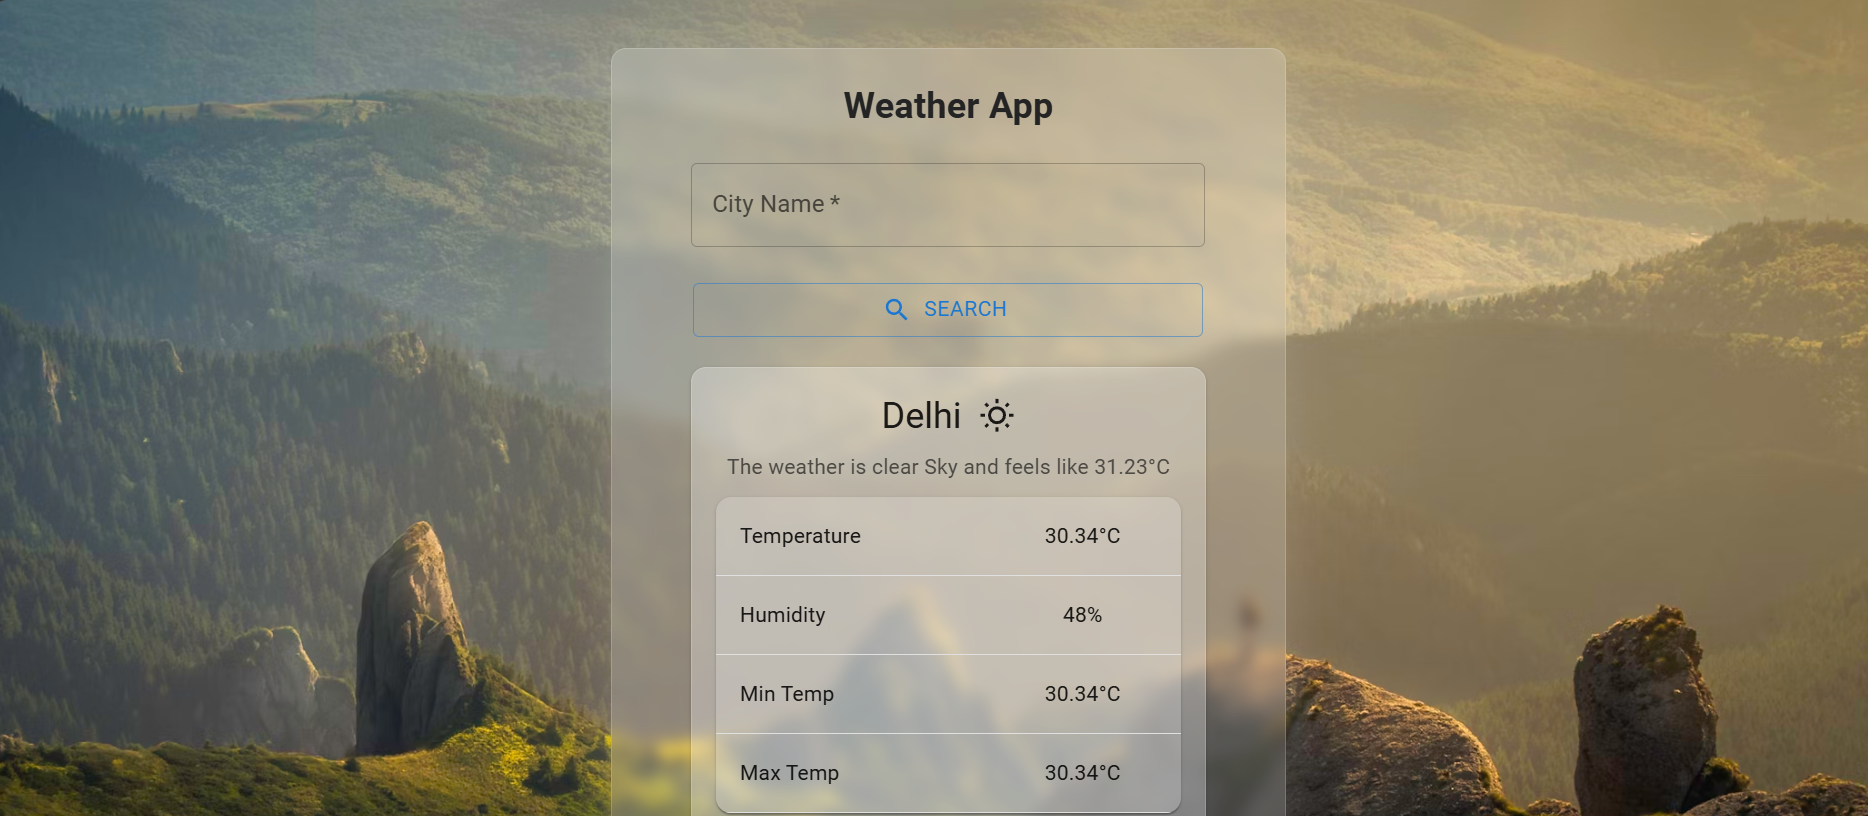 Weather App
City Name *
SEARCH
Delhi
The weather is clear Sky and feels like 31.23°C
Temperature 30.34°C
Humidity 48%
Min Temp 30.34°C
Max Temp 30.34°C